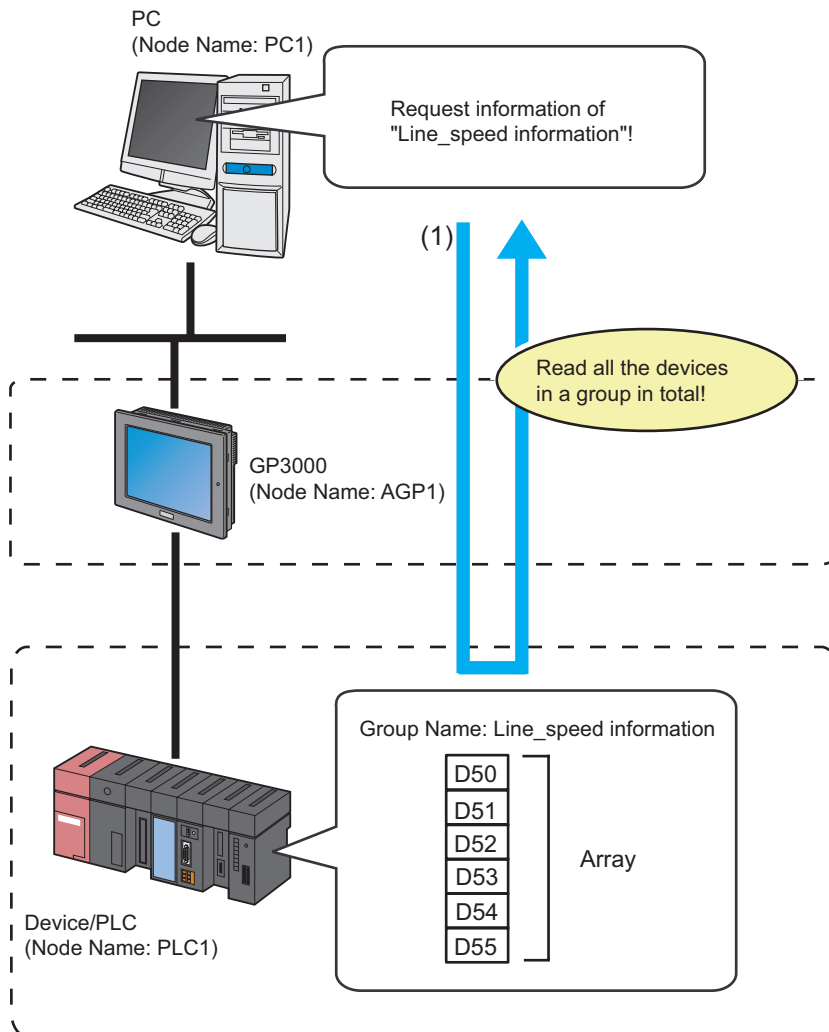 PC
(Node Name: PC1)
Request information of
"Line_speed information"!
(1)
Read all the devices
in a group in total!
GP3000
(Node Name: AGP1)
Group Name: Line_speed information
D50
D51
D52
D53
D54
D55
Array
Device/PLC
(Node Name: PLC1)